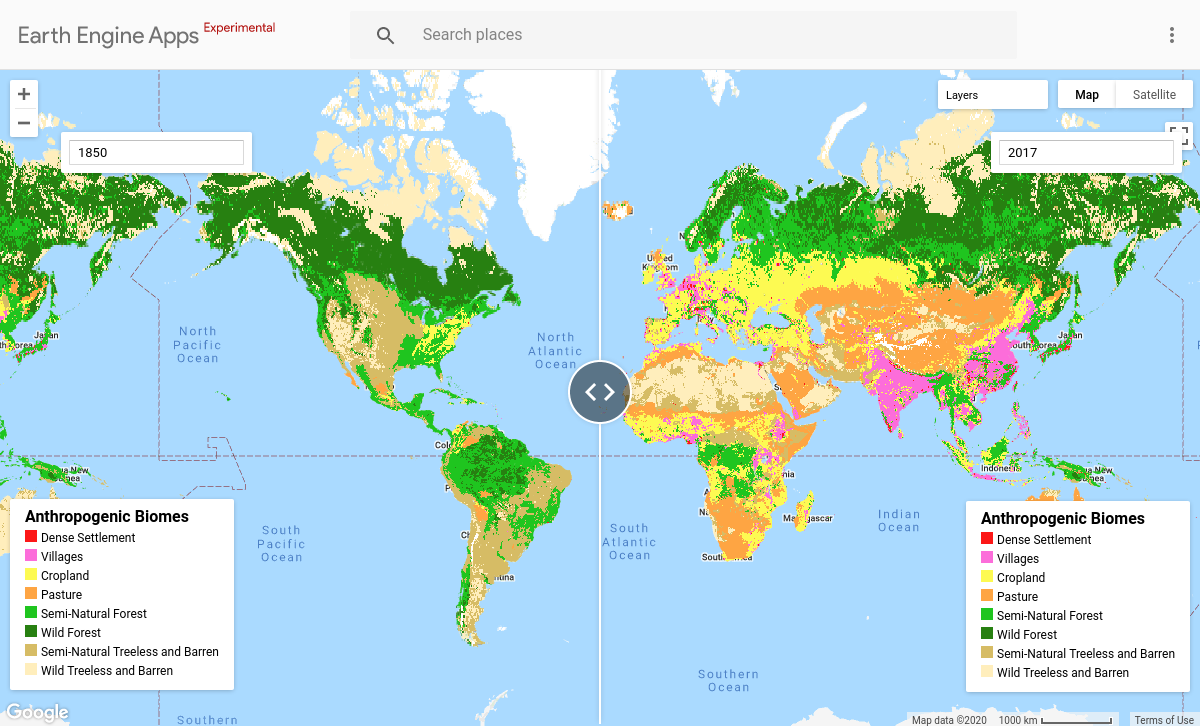 Earth Engine Apps Experimental
Search places
Layers
Map
Satellite
1850
2017
North
Pacific
Ocean
North
Atlantic
Ocean
United
Kingdom
Japan
Japan
South
Pacific
Ocean
South
Atlantic
Ocean
Indian
Ocean
Southern
Ocean
Southern
Anthropogenic Biomes
Dense Settlement
Villages
Cropland
Pasture
Semi-Natural Forest
Wild Forest
Semi-Natural Treeless and Barren
Wild Treeless and Barren
Anthropogenic Biomes
Dense Settlement
Villages
Cropland
Pasture
Semi-Natural Forest
Wild Forest
Semi-Natural Treeless and Barren
Wild Treeless and Barren
Google
Map data ©2020
1000 km
Terms of Use